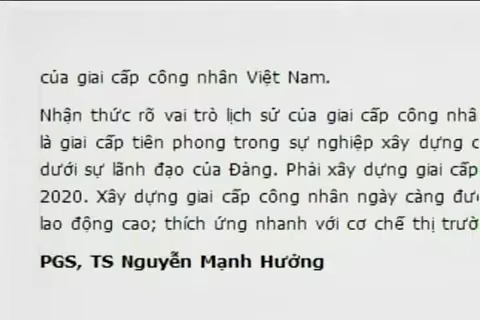 của giai cấp công nhân Việt Nam.
Nhận thức rõ vai trò lịch sử của giai cấp công
là giai cấp tiên phong trong sự nghiệp xây dựng
dưới sự lãnh đạo của Đảng. Phải xây dựng giai cấp
2020. Xây dựng giai cấp công nhân ngày càng
lao động cao; thích ứng nhanh với cơ chế thị
PGS, TS Nguyễn Mạnh Hưởng